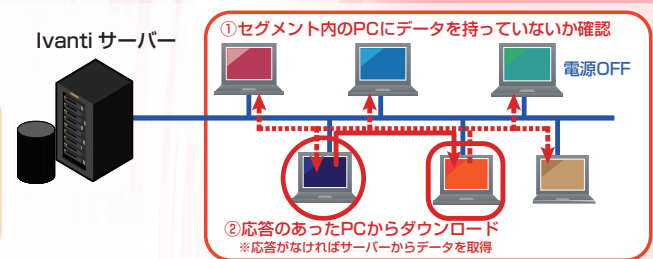 ①セグメント内のPCにデータを持っていないか確認
Ivanti サーバー
電源OFF
②応答のあったPCからダウンロード
※応答がなければサーバーからデータを取得